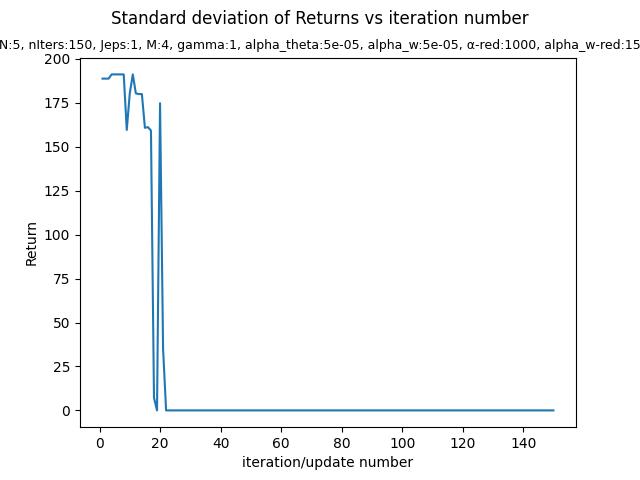 Standard deviation of Returns vs iteration number
N:5, nIters:150, Jeps:1, M:4, gamma:1, alpha_theta:5e-05, alpha_w:5e-05, α-red:1000, alpha_w-red:15
200
175
150
125
100
75
50
25
0
Return
0 20 40 60 80 100 120 140
iteration/update number